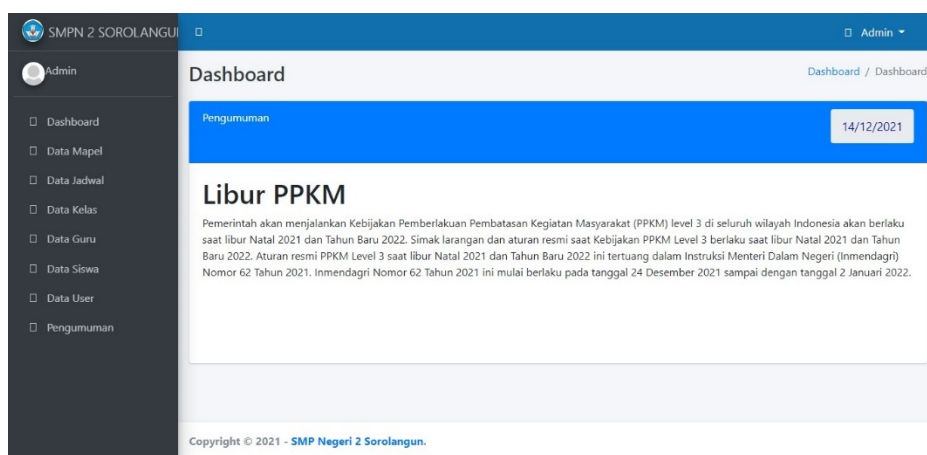 SMPN 2 SOROLANGU
Admin
Admin
Dashboard
Data Mapel
Data Jadwal
Data Kelas
Data Guru
Data Siswa
Data User
Pengumuman
Dashboard
Dashboard / Dashboard
Pengumuman
14/12/2021
Libur PPKM
Pemerintah akan menjalankan Kebijakan Pemberlakuan Pembatasan Kegiatan Masyarakat (PPKM) level 3 di seluruh wilayah Indonesia akan berlaku
saat libur Natal 2021 dan Tahun Baru 2022. Simak larangan dan aturan resmi saat Kebijakan PPKM Level 3 berlaku saat libur Natal 2021 dan Tahun
Baru 2022. Aturan resmi PPKM Level 3 saat libur Natal 2021 dan Tahun Baru 2022 ini tertuang dalam Instruksi Menteri Dalam Negeri (Inmendagri)
Nomor 62 Tahun 2021. Inmendagri Nomor 62 Tahun 2021 ini mulai berlaku pada tanggal 24 Desember 2021 sampai dengan tanggal 2 Januari 2022.
Copyright © 2021 - SMP Negeri 2 Sorolangun.